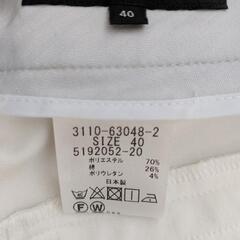 40
3110-63048-2
SIZE 40
5192052-20
ポリエステル 70%
綿 26%
ポリウレタン 4%
日本製
F W